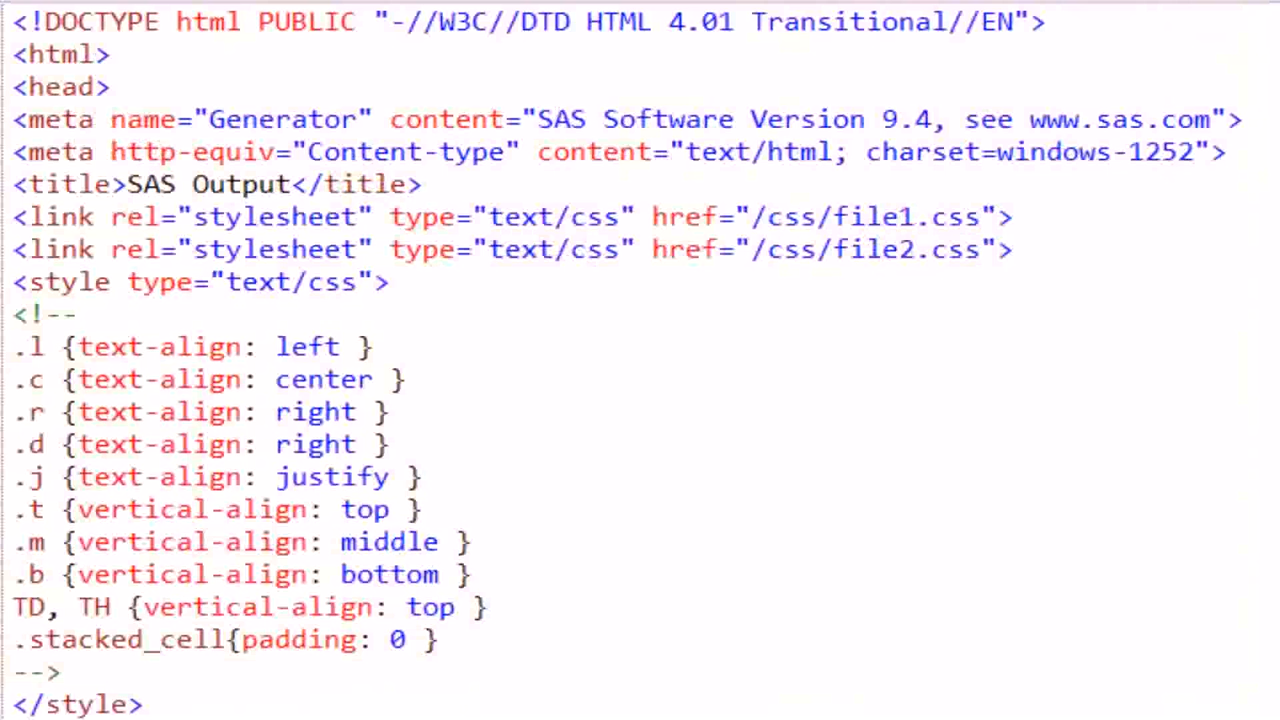 <!DOCTYPE html PUBLIC "-//W3C//DTD HTML 4.01 Transitional//EN">
<html>
<head>
<meta name="Generator" content="SAS Software Version 9.4, see www.sas.com">
<meta http-equiv="Content-type" content="text/html; charset=windows-1252">
<title>SAS Output</title>
<link rel="stylesheet" type="text/css" href="/css/file1.css">
<link rel="stylesheet" type="text/css" href="/css/file2.css">
<style type="text/css">
<!--
.l {text-align: left }
.c {text-align: center }
.r {text-align: right }
.d {text-align: right }
.j {text-align: justify }
.t {vertical-align: top }
.m {vertical-align: middle }
.b {vertical-align: bottom }
TD, TH {vertical-align: top }
.stacked_cell{padding: 0 }
-->
</style>